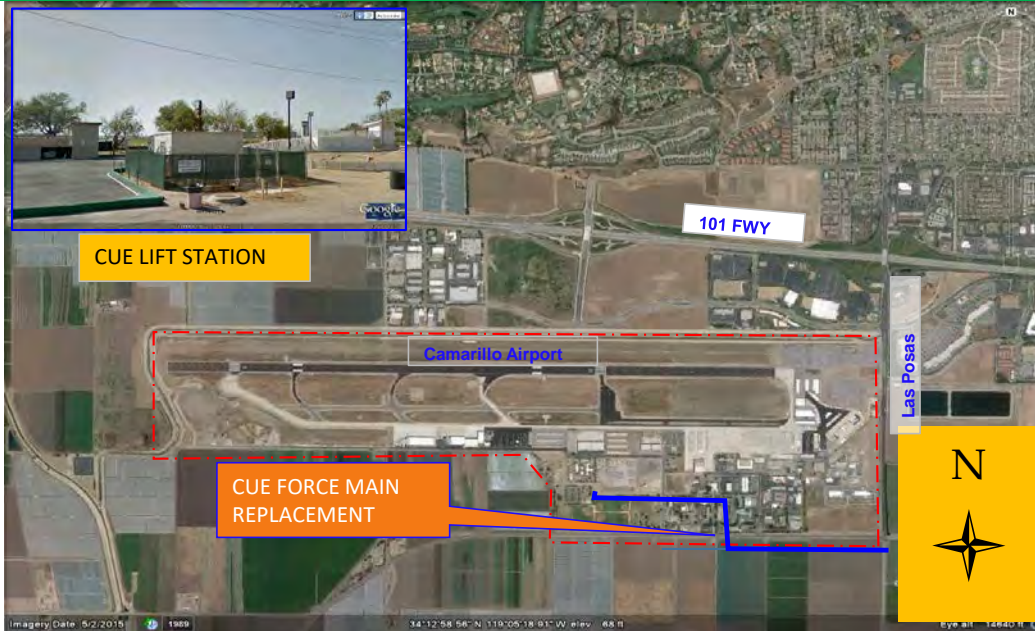 CUE LIFT STATION
Google
101 FWY
Camarillo Airport
Las Posas
CUE FORCE MAIN
REPLACEMENT
N
N
Imagery Date: 5/2/2015
1989
34°12'58.56" N 119°05'18.91" W elev 68 ft
Eye alt 14640 ft